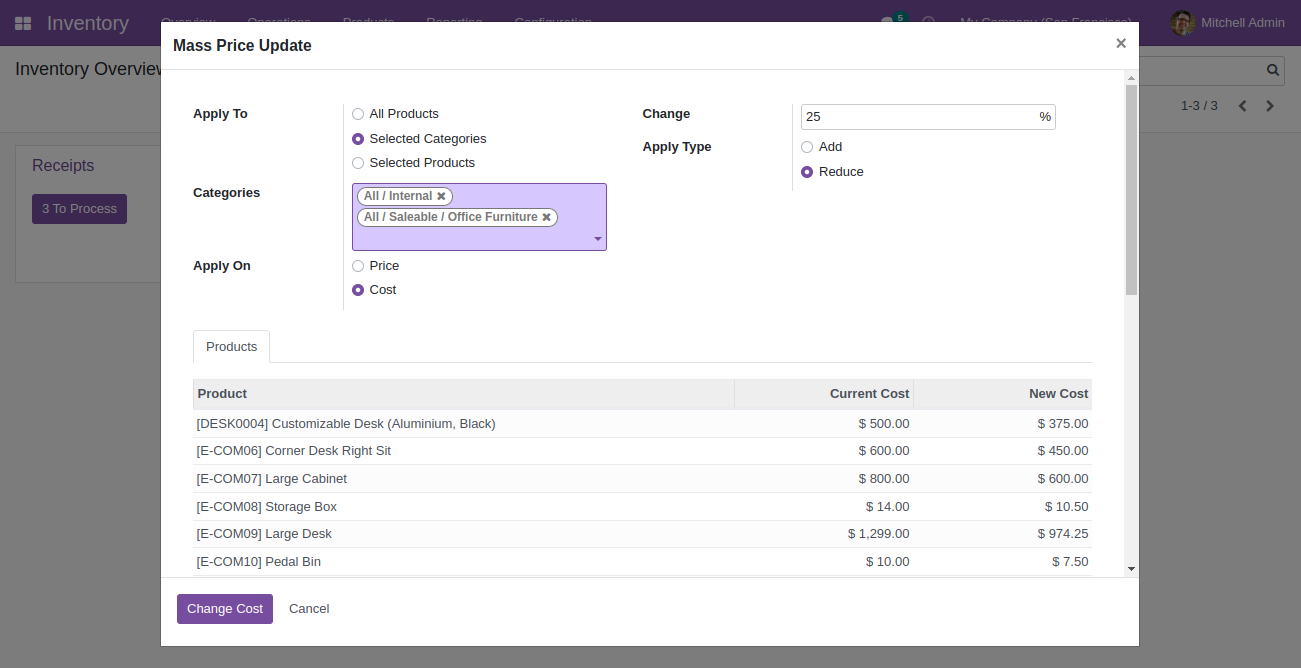 Inventory Overview Operations Products Reporting Configuration 5 My Company (San Francisco) Mitchell Admin
Mass Price Update ×
Inventory Overview
1-3 / 3
Receipts
3 To Process
Apply To
All Products
Selected Categories
Selected Products
Categories
All / Internal ✖
All / Saleable / Office Furniture ✖
Apply On
Price
Cost
Change 25 %
Apply Type
Add
Reduce
Products
Product Current Cost New Cost
[DESK0004] Customizable Desk (Aluminium, Black) $ 500.00 $ 375.00
[E-COM06] Corner Desk Right Sit $ 600.00 $ 450.00
[E-COM07] Large Cabinet $ 800.00 $ 600.00
[E-COM08] Storage Box $ 14.00 $ 10.50
[E-COM09] Large Desk $ 1,299.00 $ 974.25
[E-COM10] Pedal Bin $ 10.00 $ 7.50
Change Cost Cancel